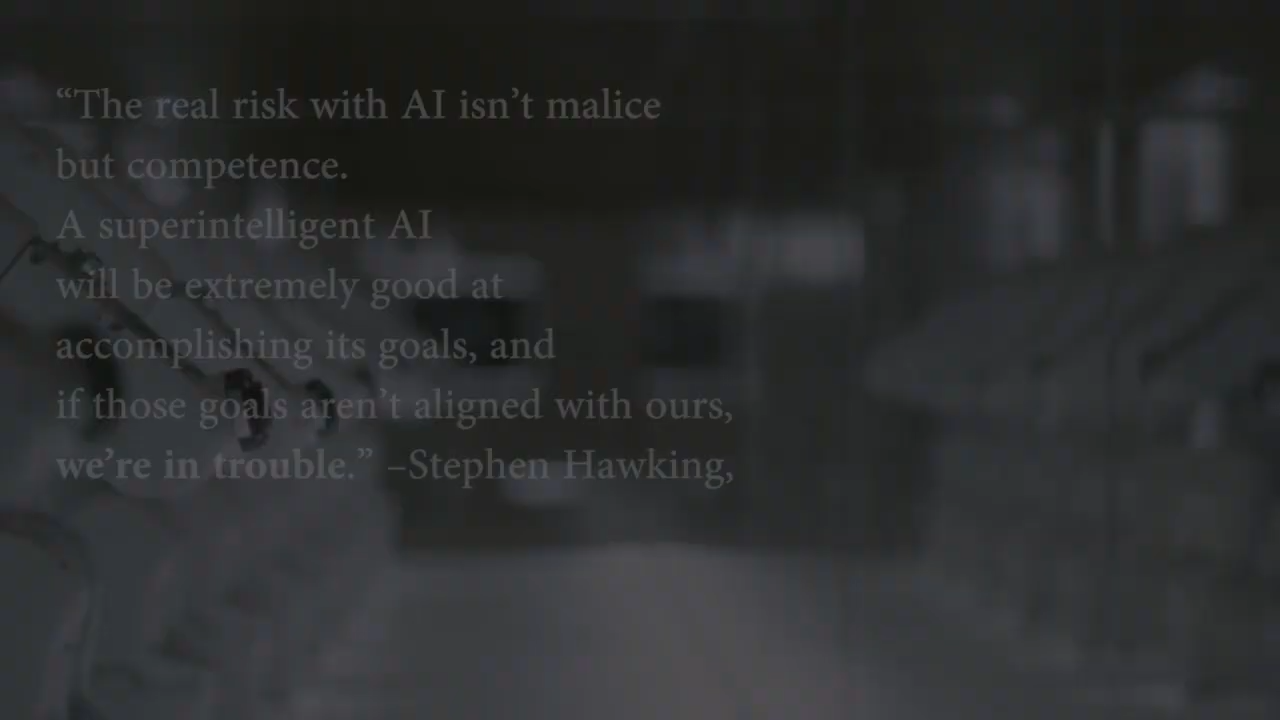 “The real risk with AI isn’t malice
but competence.
A superintelligent AI
will be extremely good at
accomplishing its goals, and
if those goals aren’t aligned with ours,
we’re in trouble.” –Stephen Hawking,